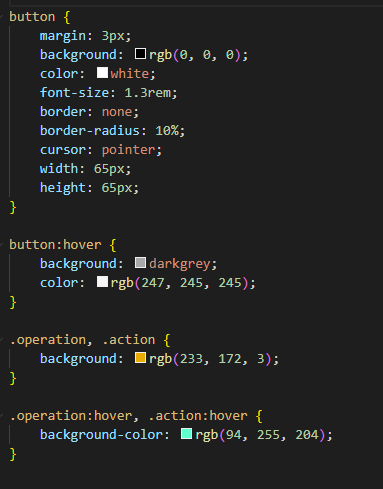 button {
    margin: 3px;
    background: rgb(0, 0, 0);
    color: white;
    font-size: 1.3rem;
    border: none;
    border-radius: 10%;
    cursor: pointer;
    width: 65px;
    height: 65px;
}

button:hover {
    background: darkgrey;
    color: rgb(247, 245, 245);
}

.operation, .action {
    background: rgb(233, 172, 3);
}

.operation:hover, .action:hover {
    background-color: rgb(94, 255, 204);
}